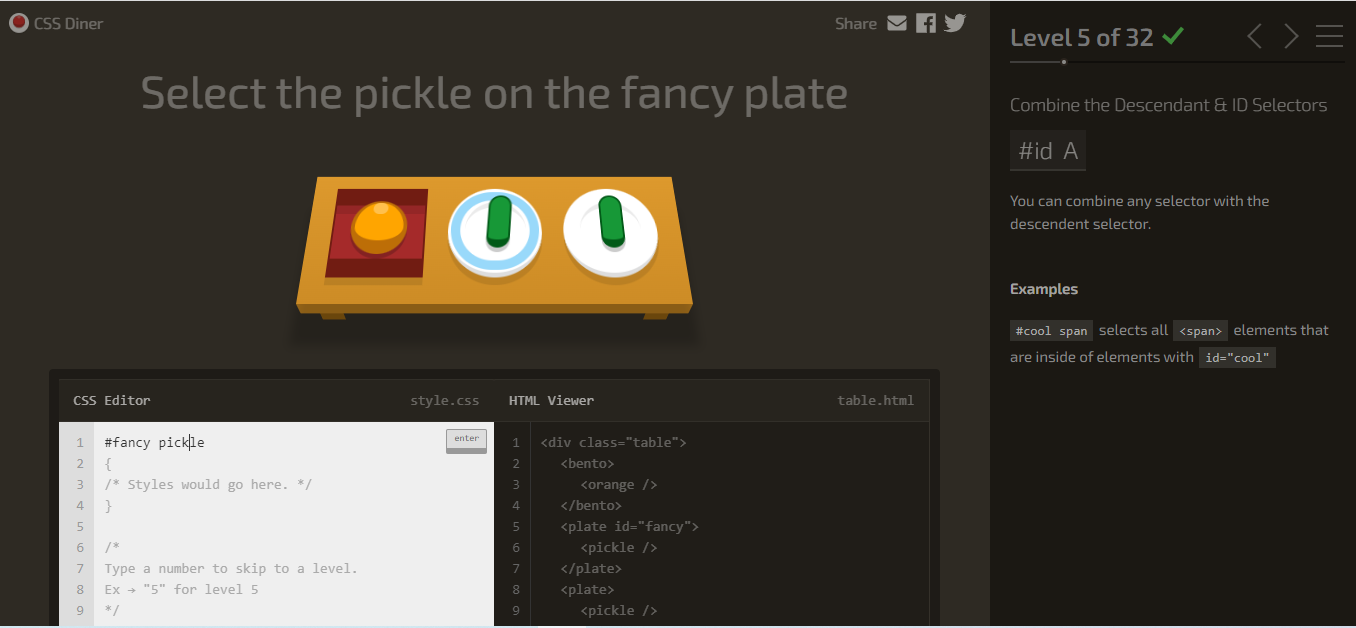 CSS Diner
Share
Select the pickle on the fancy plate
CSS Editor style.css
1 #fancy pickle
enter
2 {
3 /* Styles would go here. */
4 }
5
6 /*
7 Type a number to skip to a level.
8 Ex → "5" for level 5
9 */
HTML Viewer table.html
1 <div class="table">
2 <bento>
3 <orange />
4 </bento>
5 <plate id="fancy">
6 <pickle />
7 </plate>
8 <plate>
9 <pickle />
Level 5 of 32
Combine the Descendant & ID Selectors
#id A
You can combine any selector with the
descendent selector.
Examples
#cool span selects all <span> elements that
are inside of elements with id="cool"